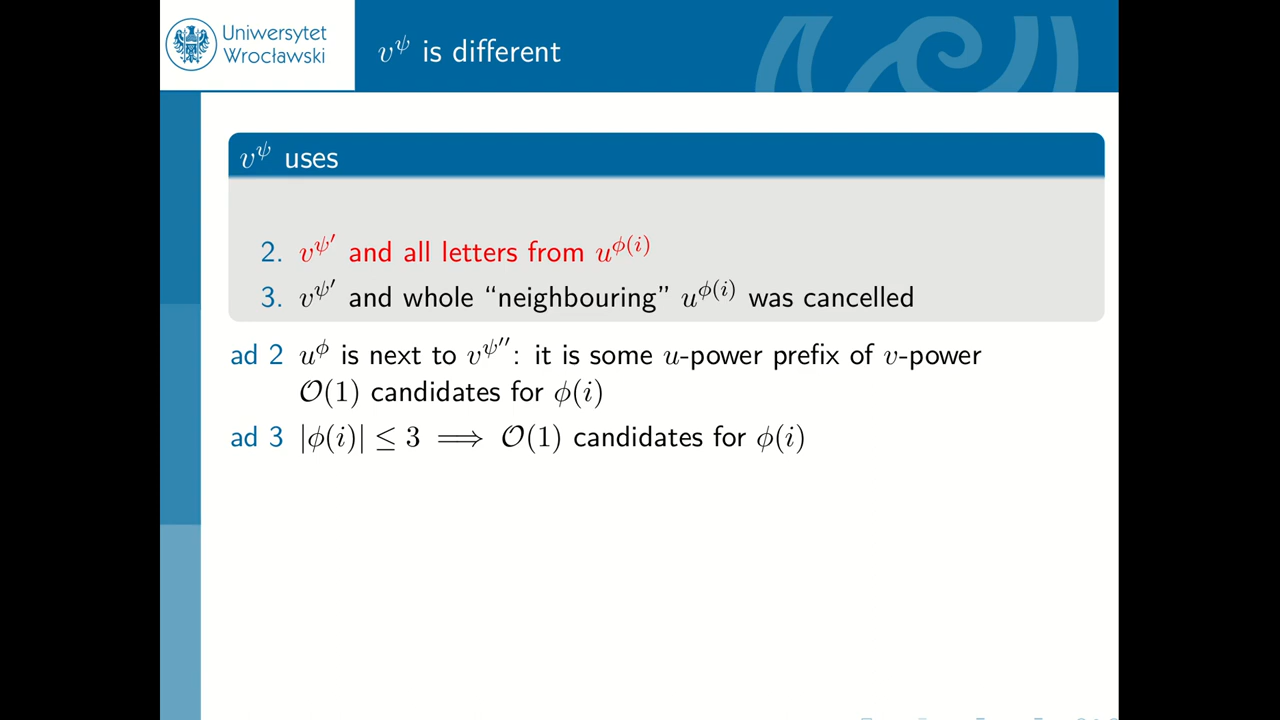 Uniwersytet
Wrocławski
v^ψ is different
v^ψ uses
2. v^ψ′ and all letters from u^ϕ(i)
3. v^ψ′ and whole “neighbouring” u^ϕ(i) was cancelled
ad 2 u^ϕ is next to v^ψ″: it is some u-power prefix of v-power
𝒪(1) candidates for ϕ(i)
ad 3 |ϕ(i)| ≤ 3 ⟹ 𝒪(1) candidates for ϕ(i)